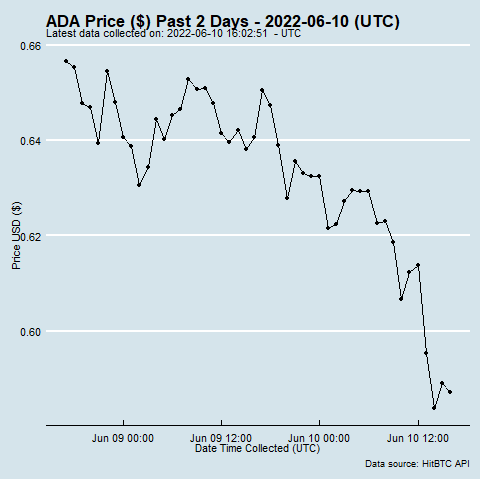 ADA Price ($) Past 2 Days - 2022-06-10 (UTC)
Latest data collected on: 2022-06-10 16:02:51  - UTC
0.66
0.64
0.62
0.60
Price USD ($)
Jun 09 00:00
Jun 09 12:00
Jun 10 00:00
Jun 10 12:00
Date Time Collected (UTC)
Data source: HitBTC API